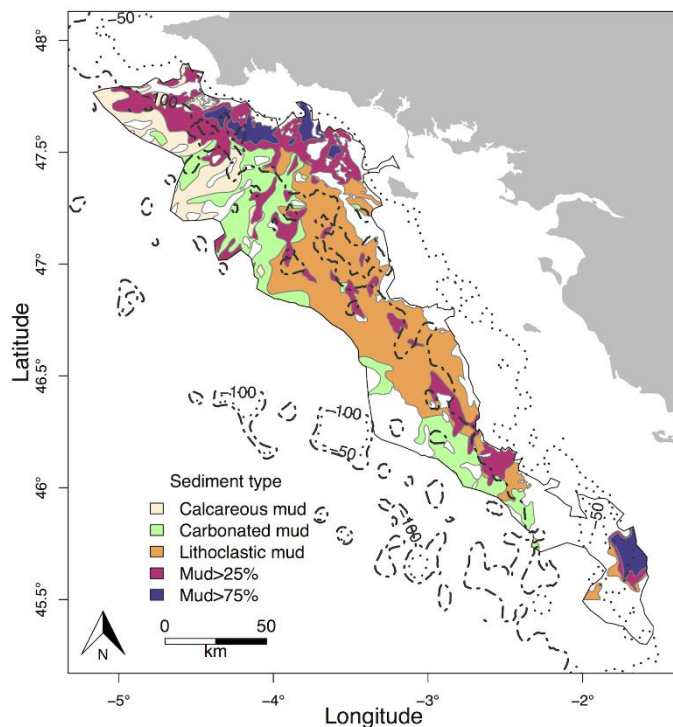 −50
48°
−100
47.5°
47°
Latitude
46.5°
−100
−100
−50
Sediment type
46°
Calcareous mud
−50
Carbonated mud
−100
Lithoclastic mud
Mud>25%
45.5°
Mud>75%
0 50
km
N
−5° −4° −3° −2°
Longitude